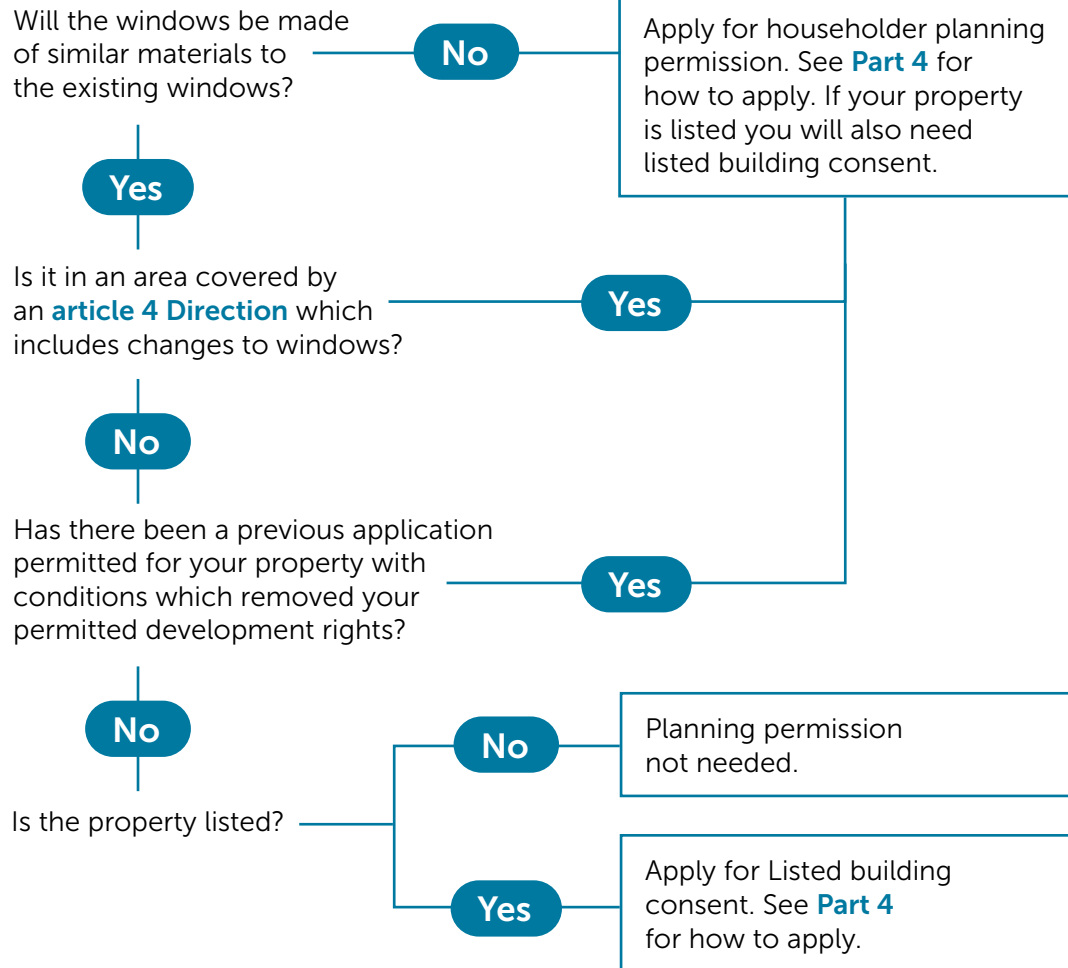 Will the windows be made
of similar materials to
the existing windows?
No
Apply for householder planning
permission. See Part 4 for
how to apply. If your property
is listed you will also need
listed building consent.
Yes
Is it in an area covered by
an article 4 Direction which
includes changes to windows?
Yes
No
Has there been a previous application
permitted for your property with
conditions which removed your
permitted development rights?
Yes
No
Is the property listed?
No
Planning permission
not needed.
Yes
Apply for Listed building
consent. See Part 4
for how to apply.